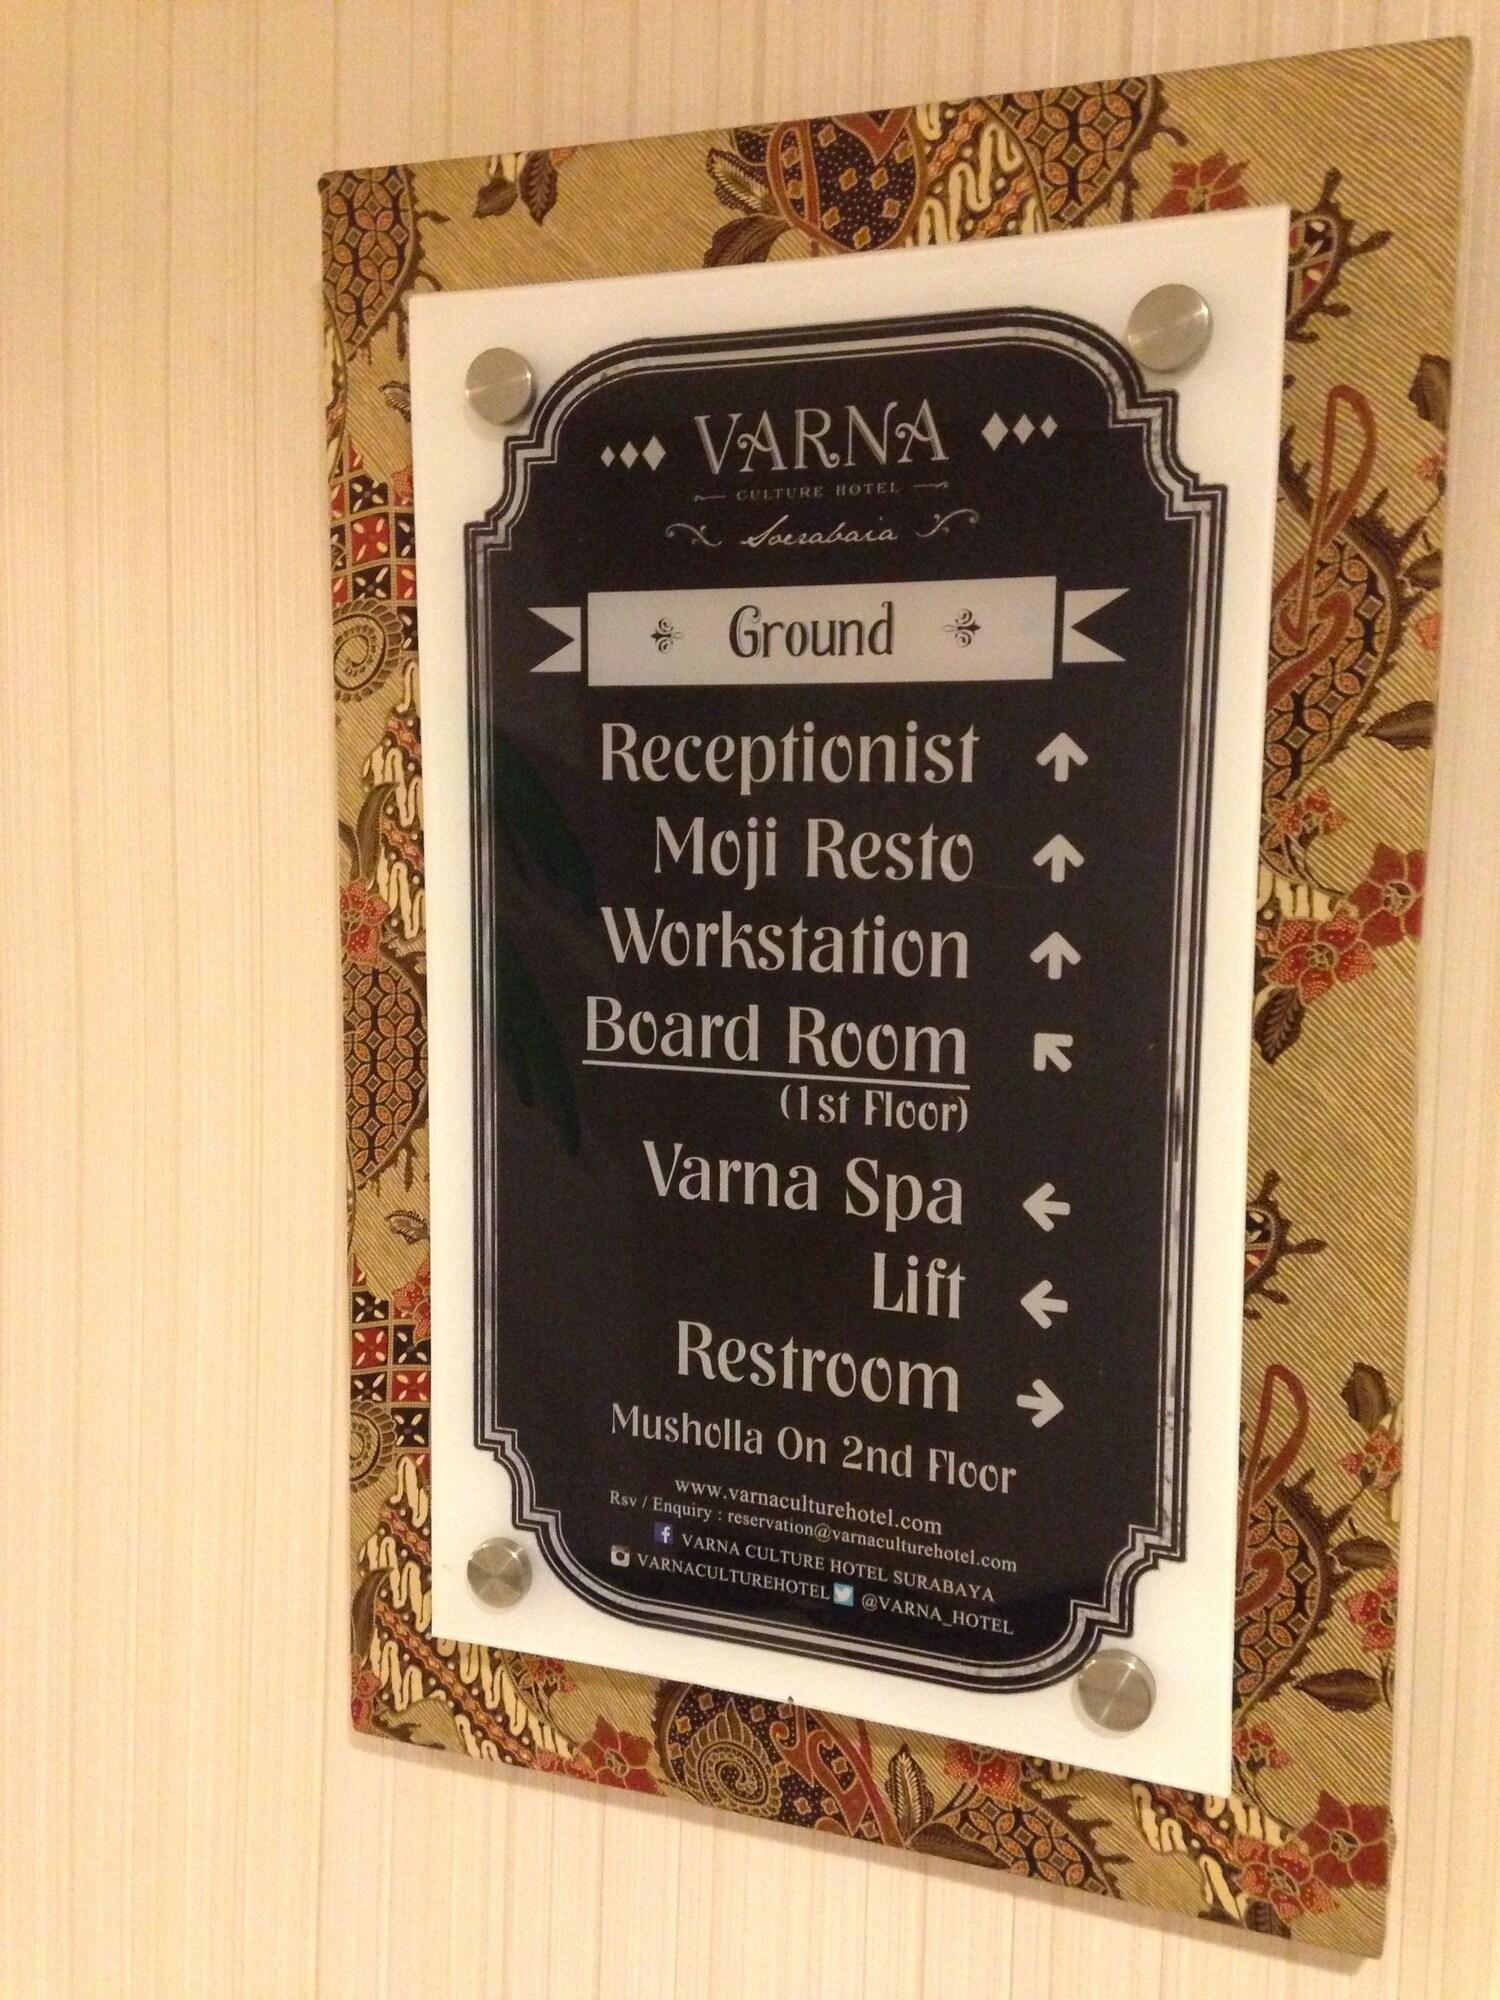 VARNA
CULTURE HOTEL
Soerabaia
Ground
Receptionist ↑
Moji Resto ↑
Workstation ↑
Board Room ↖
(1st Floor)
Varna Spa ←
Lift ←
Restroom →
Musholla On 2nd Floor
www.varnaculturehotel.com
Rsv / Enquiry : reservation@varnaculturehotel.com
f VARNA CULTURE HOTEL SURABAYA
VARNACULTUREHOTEL @VARNA_HOTEL